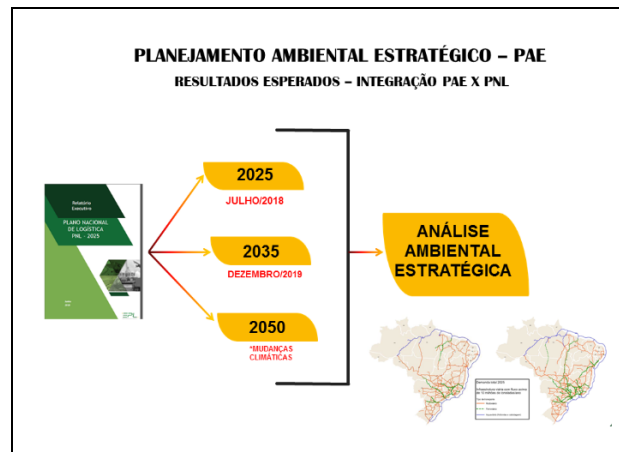 PLANEJAMENTO AMBIENTAL ESTRATÉGICO – PAE
RESULTADOS ESPERADOS – INTEGRAÇÃO PAE X PNL
Relatório
Executivo
PLANO NACIONAL
DE LOGÍSTICA
PNL - 2025
EPL
2025
JULHO/2018
2035
DEZEMBRO/2019
2050
*MUDANÇAS
CLIMÁTICAS
ANÁLISE
AMBIENTAL
ESTRATÉGICA